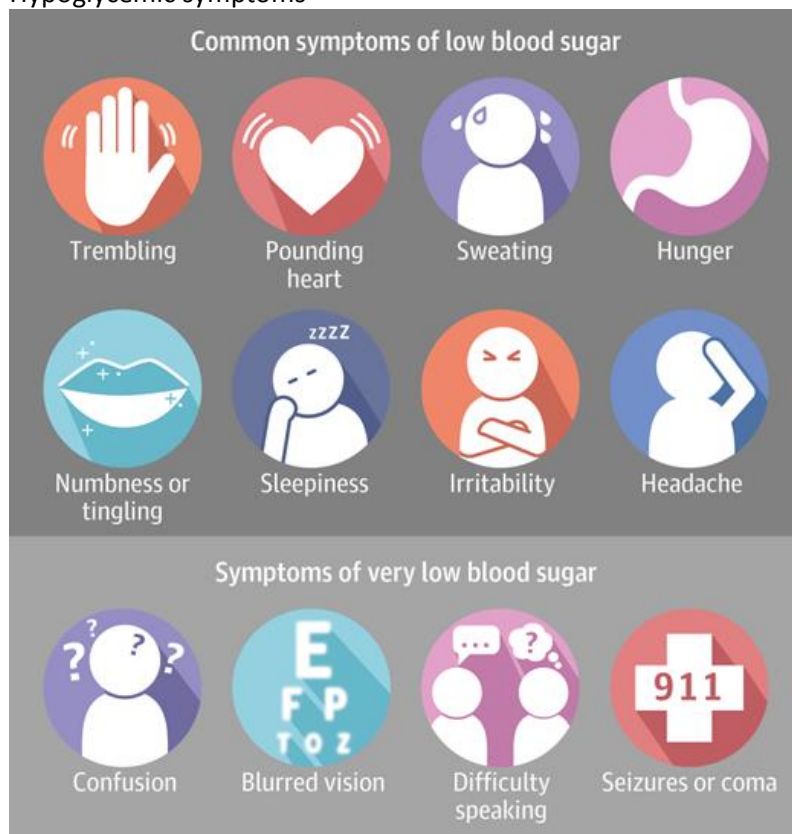 Hypoglycemic symptoms
Common symptoms of low blood sugar
Trembling
Pounding
heart
Sweating
Hunger
zzzz
Numbness or
tingling
Sleepiness
Irritability
Headache
Symptoms of very low blood sugar
? ? ? ?
Confusion
E
F P
T O Z
Blurred vision
... ?
Difficulty
speaking
911
Seizures or coma